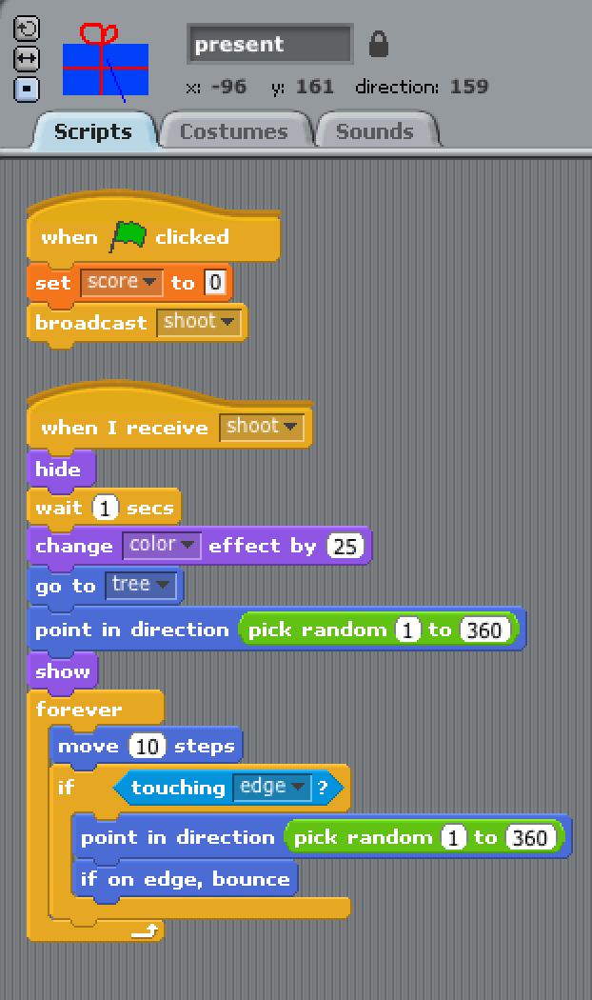 present
x: -96 y: 161 direction: 159
Scripts Costumes Sounds
when clicked
set score to 0
broadcast shoot
when I receive shoot
hide
wait 1 secs
change color effect by 25
go to tree
point in direction pick random 1 to 360
show
forever
move 10 steps
if touching edge ?
point in direction pick random 1 to 360
if on edge, bounce